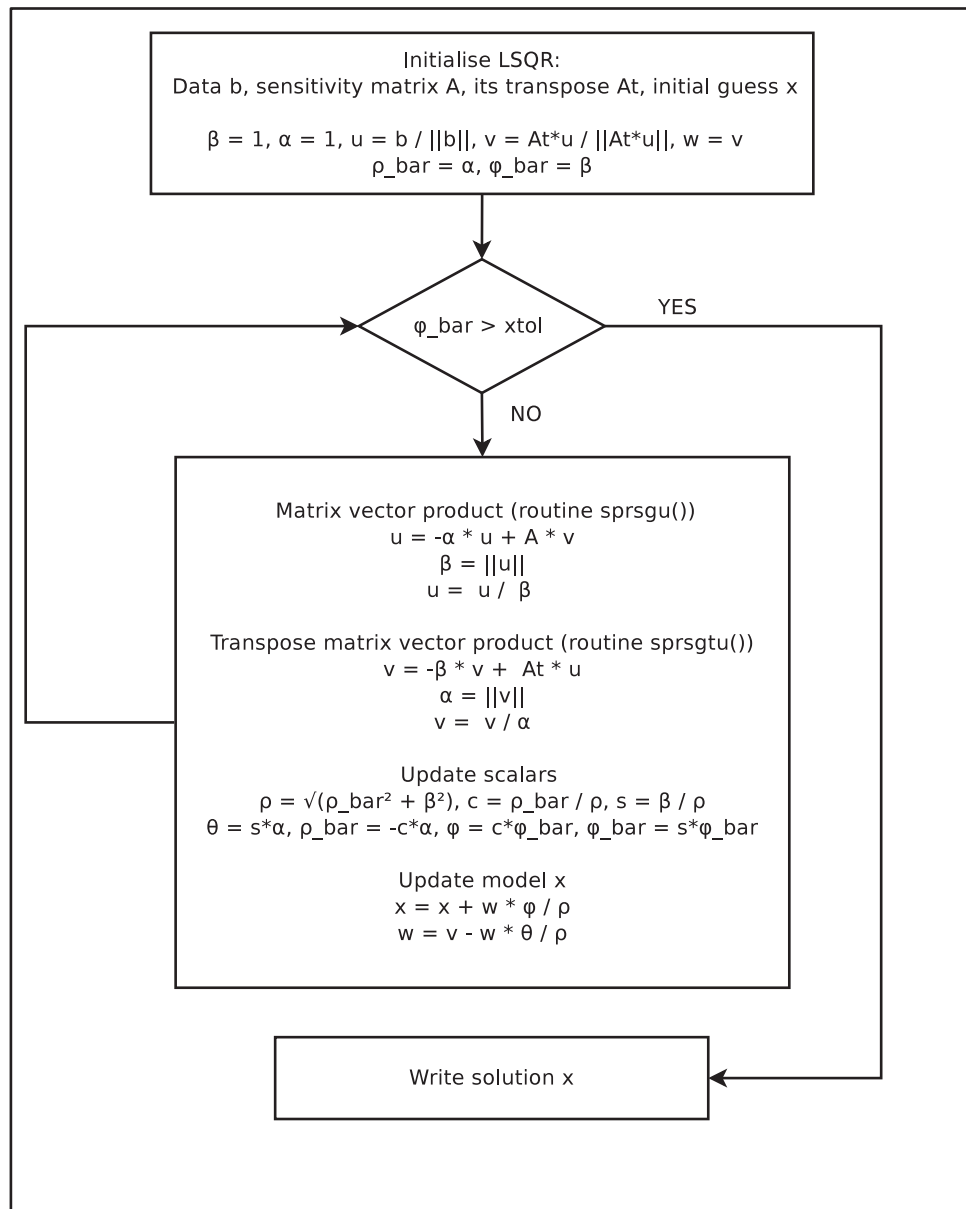 Initialise LSQR:
Data b, sensitivity matrix A, its transpose At, initial guess x
β = 1, α = 1, u = b / ||b||, v = At*u / ||At*u||, w = v
ρ_bar = α, φ_bar = β
φ_bar > xtol
YES
NO
Matrix vector product (routine sprsgu())
u = -α * u + A * v
β = ||u||
u = u / β
Transpose matrix vector product (routine sprsgtu())
v = -β * v + At * u
α = ||v||
v = v / α
Update scalars
ρ = √(ρ_bar² + β²), c = ρ_bar / ρ, s = β / ρ
θ = s*α, ρ_bar = -c*α, φ = c*φ_bar, φ_bar = s*φ_bar
Update model x
x = x + w * φ / ρ
w = v - w * θ / ρ
Write solution x